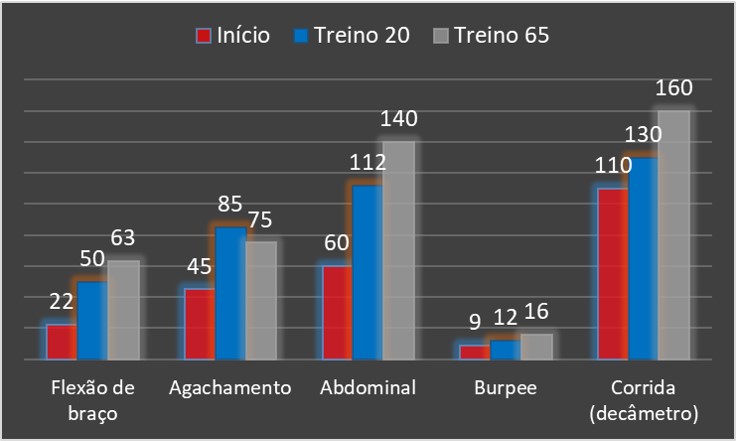 Início Treino 20 Treino 65
22 50 63
45 85 75
60 112 140
9 12 16
110 130 160
Flexão de
braço
Agachamento
Abdominal
Burpee
Corrida
(decâmetro)